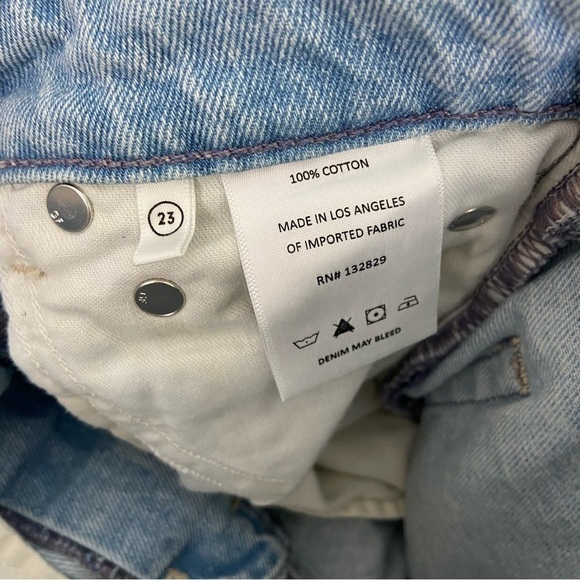 23
100% COTTON
MADE IN LOS ANGELES
OF IMPORTED FABRIC
RN# 132829
DENIM MAY BLEED